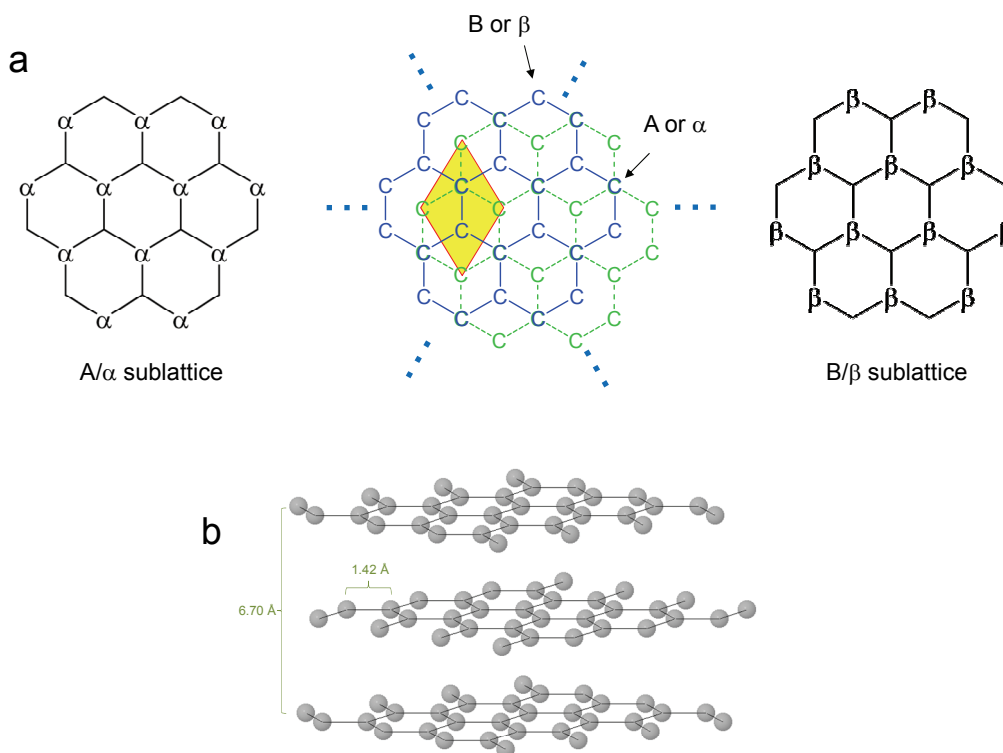 a
B or β
A or α
α α α
α α α α
α α α
α α
A/α sublattice
C C
C C C
C C C
C C C
C C C C
C C C C
C C C C
C C C C
C C C
C C C
C C C
C C
β β
β β β
β β β β
β β β
B/β sublattice
b
1.42 Å
6.70 Å